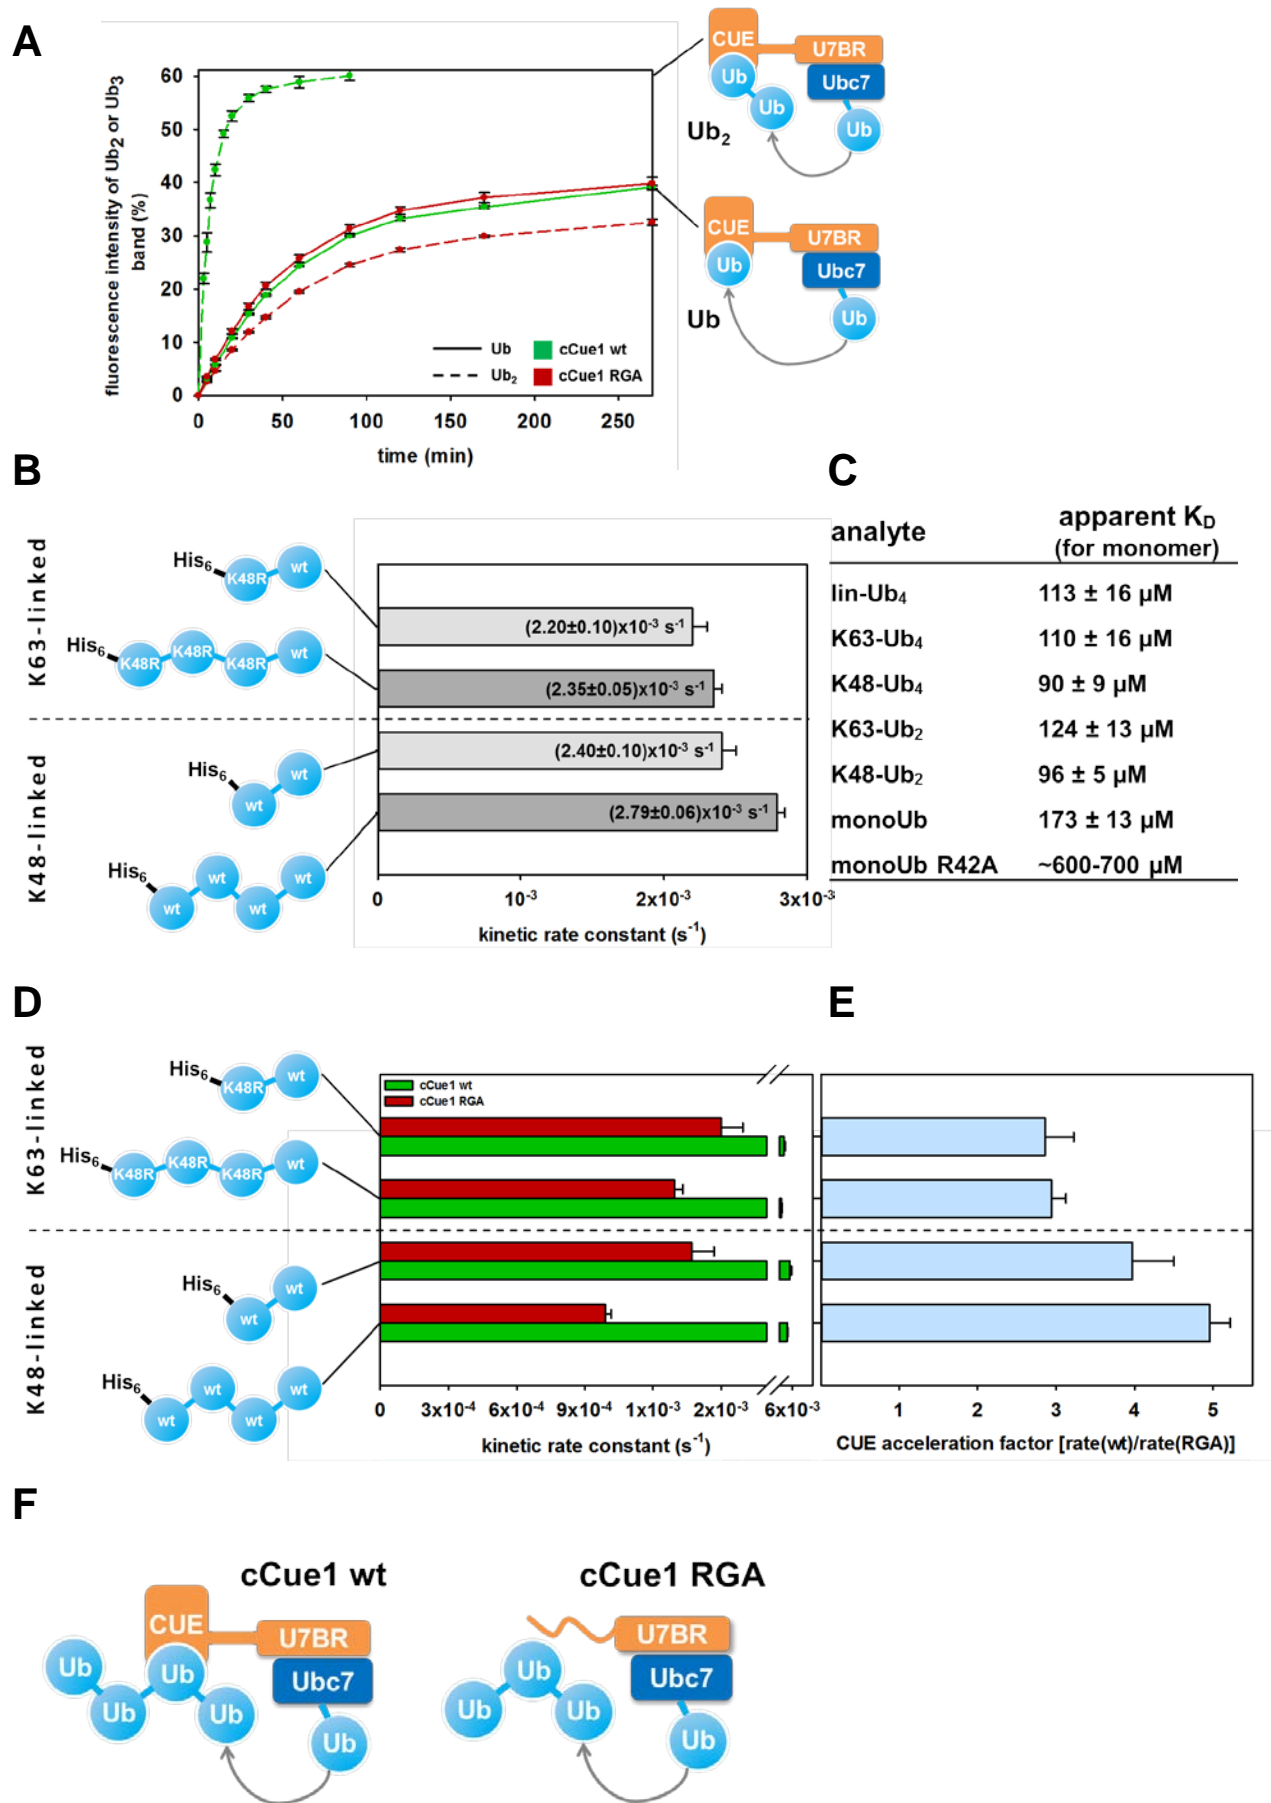 A
fluorescence intensity of Ub2 or Ub3
band (%)
60
50
40
30
20
10
0
0 50 100 150 200 250
time (min)
Ub cCue1 wt
Ub2 cCue1 RGA
CUE
U7BR
Ub
Ubc7
Ub
Ub
Ub2
CUE
U7BR
Ub
Ubc7
Ub
Ub
B
K63-linked
K48-linked
His6
K48R wt
His6
K48R K48R K48R wt
His6
wt wt
His6
wt wt wt wt
(2.20±0.10)x10-3 s-1
(2.35±0.05)x10-3 s-1
(2.40±0.10)x10-3 s-1
(2.79±0.06)x10-3 s-1
0 10-3 2x10-3 3x10-3
kinetic rate constant (s-1)
C
analyte apparent KD
(for monomer)
lin-Ub4 113 ± 16 µM
K63-Ub4 110 ± 16 µM
K48-Ub4 90 ± 9 µM
K63-Ub2 124 ± 13 µM
K48-Ub2 96 ± 5 µM
monoUb 173 ± 13 µM
monoUb R42A ~600-700 µM
D
K63-linked
K48-linked
His6
K48R wt
His6
K48R K48R K48R wt
His6
wt wt
His6
wt wt wt wt
cCue1 wt
cCue1 RGA
0 3x10-4 6x10-4 9x10-4 1x10-3 2x10-3 6x10-3
kinetic rate constant (s-1)
E
1 2 3 4 5
CUE acceleration factor [rate(wt)/rate(RGA)]
F
cCue1 wt
CUE
U7BR
Ub Ub Ub Ub
Ubc7
Ub
cCue1 RGA
U7BR
Ub Ub Ub
Ubc7
Ub